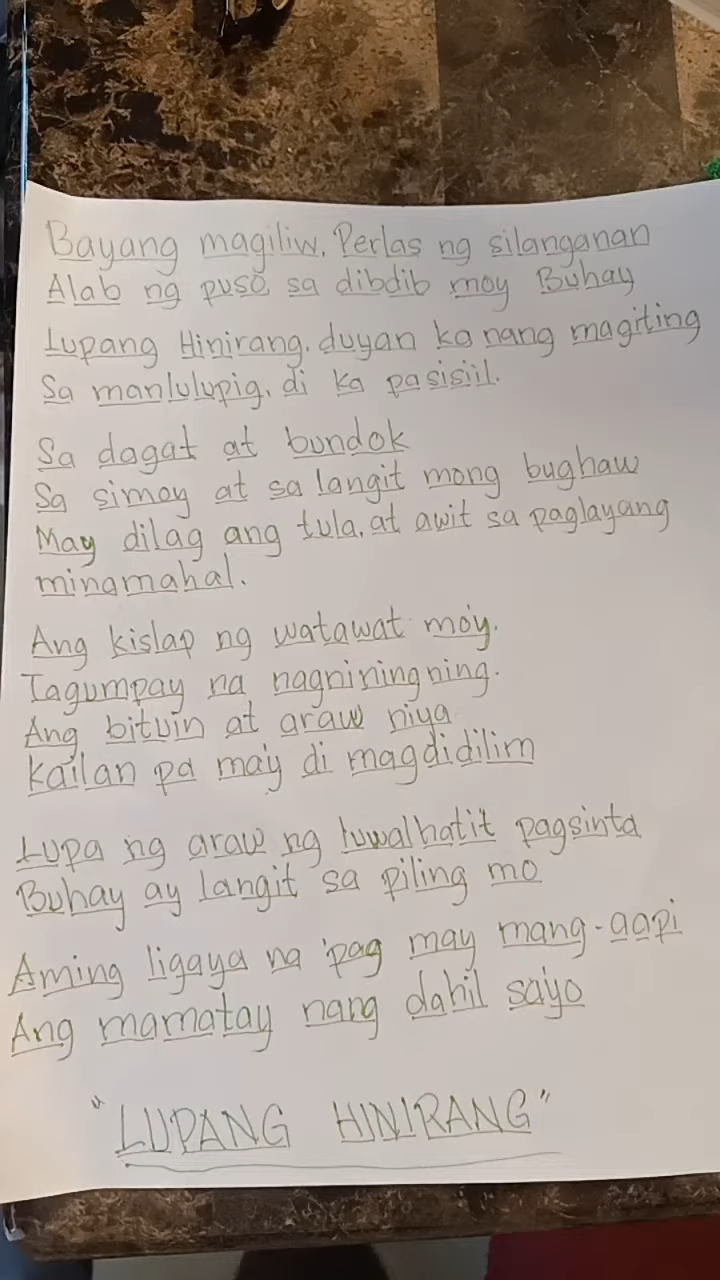 Bayang magiliw, Perlas ng silanganan
Alab ng puso, sa dibdib moy Buhay
Lupang Hinirang. duyan ka nang magiting
Sa manlulupig, di ka pasisiil.
Sa dagat at bundok
Sa simoy at sa langit mong bughaw
May dilag ang tula, at awit sa paglayang
mingmahal.
Ang kislap ng watawat mo'y.
Tagumpay na nagniningning.
Ang bituin at araw niya
Kailan pa ma'y di magdidilim
Lupa ng araw ng luwalhatit pagsinta
Buhay ay langit sa piling mo
Aming ligaya na 'pag may mang-aapi
Ang mamatay nang dahil sa'yo
"LUPANG HINIRANG"